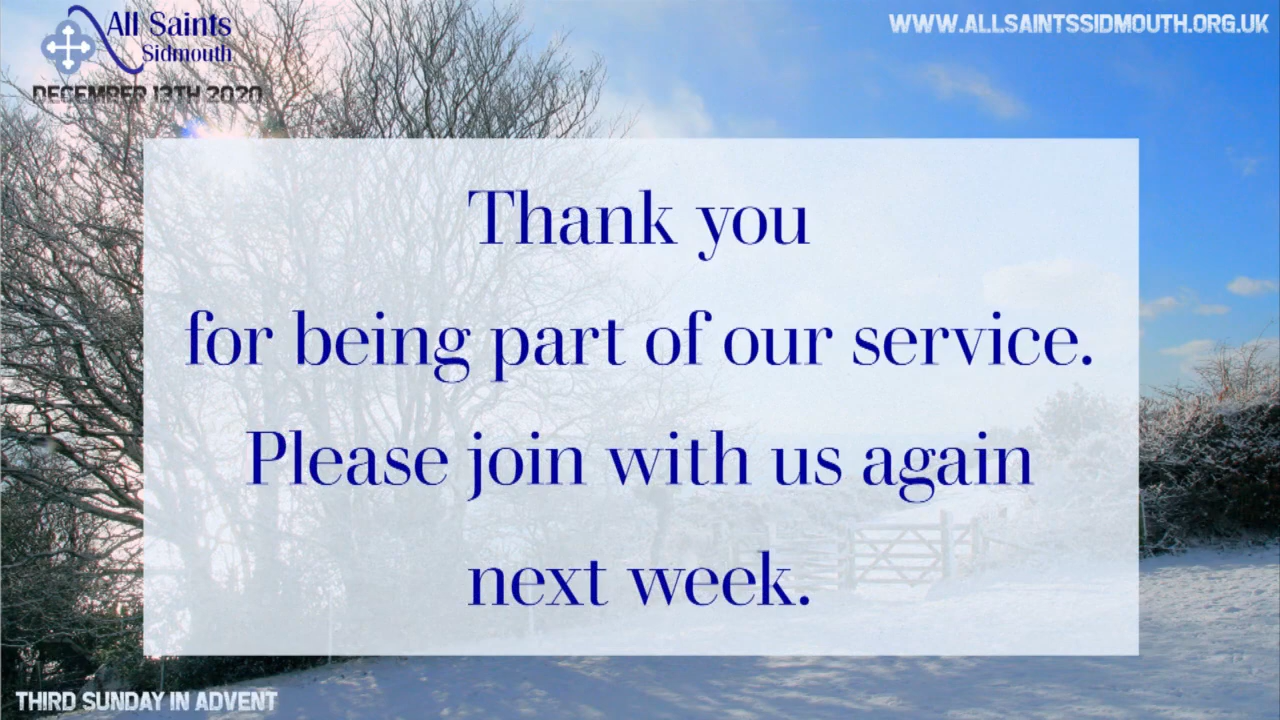 All Saints
Sidmouth
DECEMBER 13TH 2020
WWW.ALLSAINTSSIDMOUTH.ORG.UK
Thank you
for being part of our service.
Please join with us again
next week.
THIRD SUNDAY IN ADVENT